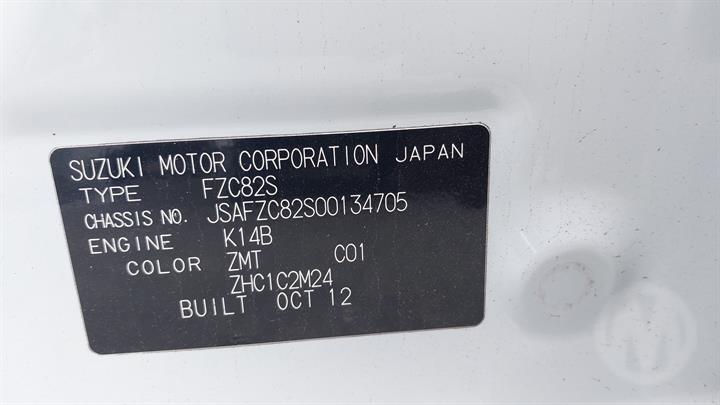 SUZUKI MOTOR CORPORATION JAPAN
TYPE FZC82S
CHASSIS NO. JSAFZC82S00134705
ENGINE K14B
COLOR ZMT C01
ZHC1C2M24
BUILT OCT 12